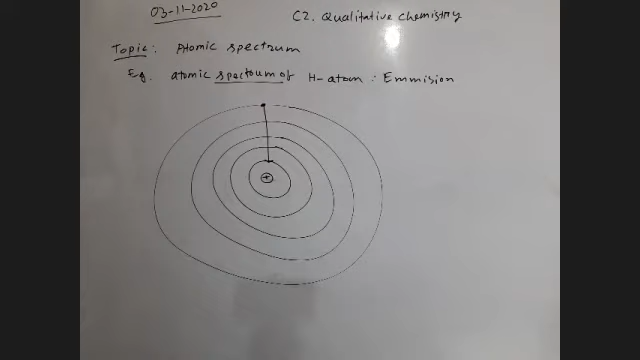 03-11-2020
C2. Qualitative chemistry
Topic: Atomic spectrum
Eg. atomic spectrum of H-atom : Emmision
+